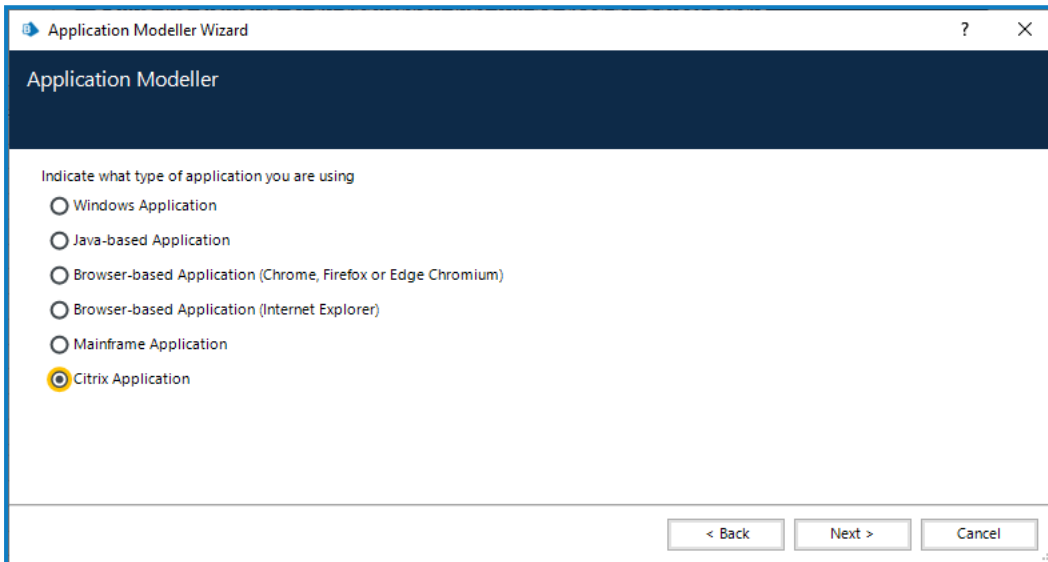 Application Modeller Wizard
?
Application Modeller
Indicate what type of application you are using
Windows Application
Java-based Application
Browser-based Application (Chrome, Firefox or Edge Chromium)
Browser-based Application (Internet Explorer)
Mainframe Application
Citrix Application
< Back
Next >
Cancel